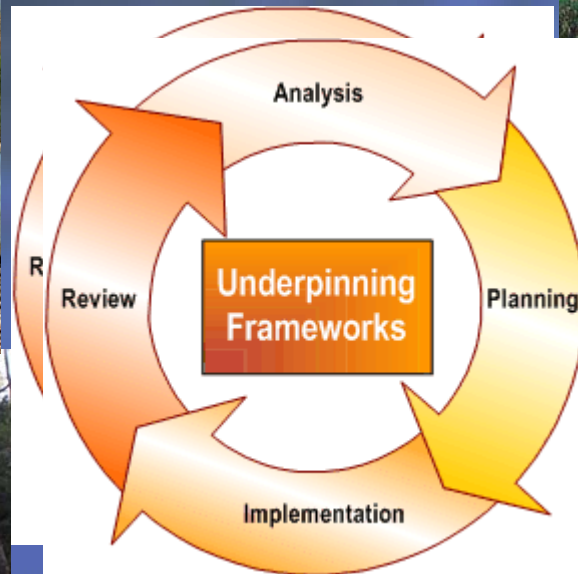 Analysis
R
Review
Underpinning
Frameworks
Planning
Implementation